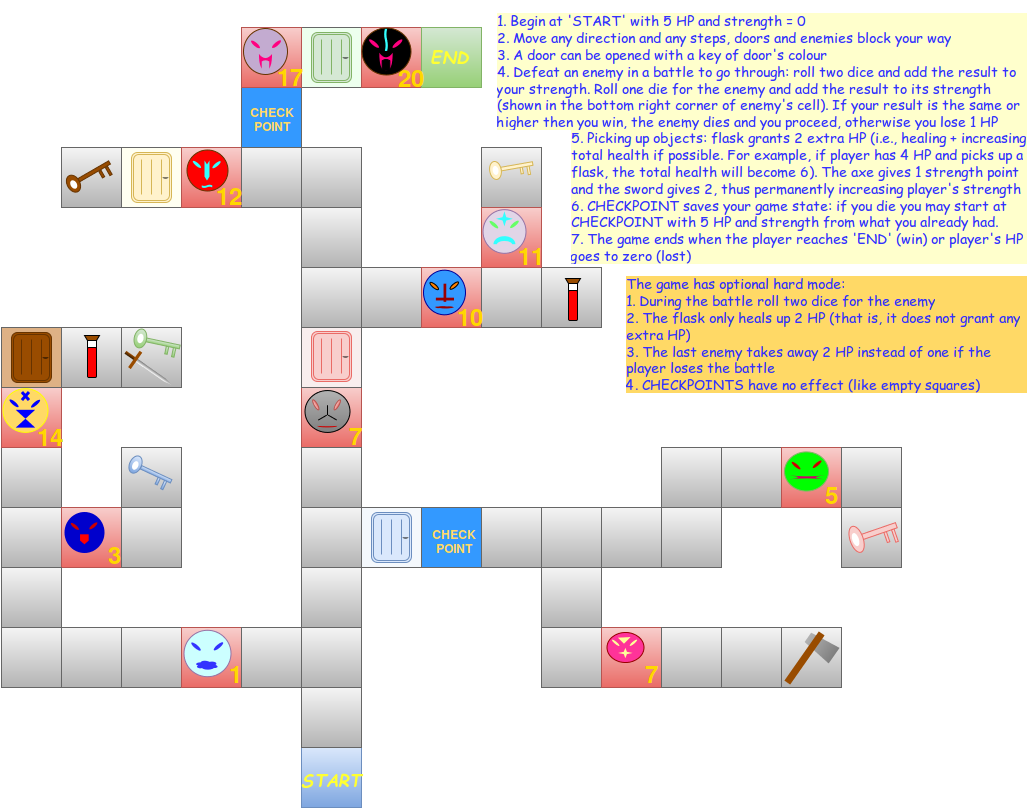 1. Begin at 'START' with 5 HP and strength = 0
2. Move any direction and any steps, doors and enemies block your way
3. A door can be opened with a key of door's colour
4. Defeat an enemy in a battle to go through: roll two dice and add the result to
your strength. Roll one die for the enemy and add the result to its strength
(shown in the bottom right corner of enemy's cell). If your result is the same or
higher then you win, the enemy dies and you proceed, otherwise you lose 1 HP
5. Picking up objects: flask grants 2 extra HP (i.e., healing + increasing
total health if possible. For example, if player has 4 HP and picks up a
flask, the total health will become 6). The axe gives 1 strength point
and the sword gives 2, thus permanently increasing player's strength
6. CHECKPOINT saves your game state: if you die you may start at
CHECKPOINT with 5 HP and strength from what you already had.
7. The game ends when the player reaches 'END' (win) or player's HP
goes to zero (lost)
The game has optional hard mode:
1. During the battle roll two dice for the enemy
2. The flask only heals up 2 HP (that is, it does not grant any
extra HP)
3. The last enemy takes away 2 HP instead of one if the
player loses the battle
4. CHECKPOINTS have no effect (like empty squares)
17
20
END
CHECK
POINT
12
11
10
14
7
5
3
CHECK
POINT
1
7
START